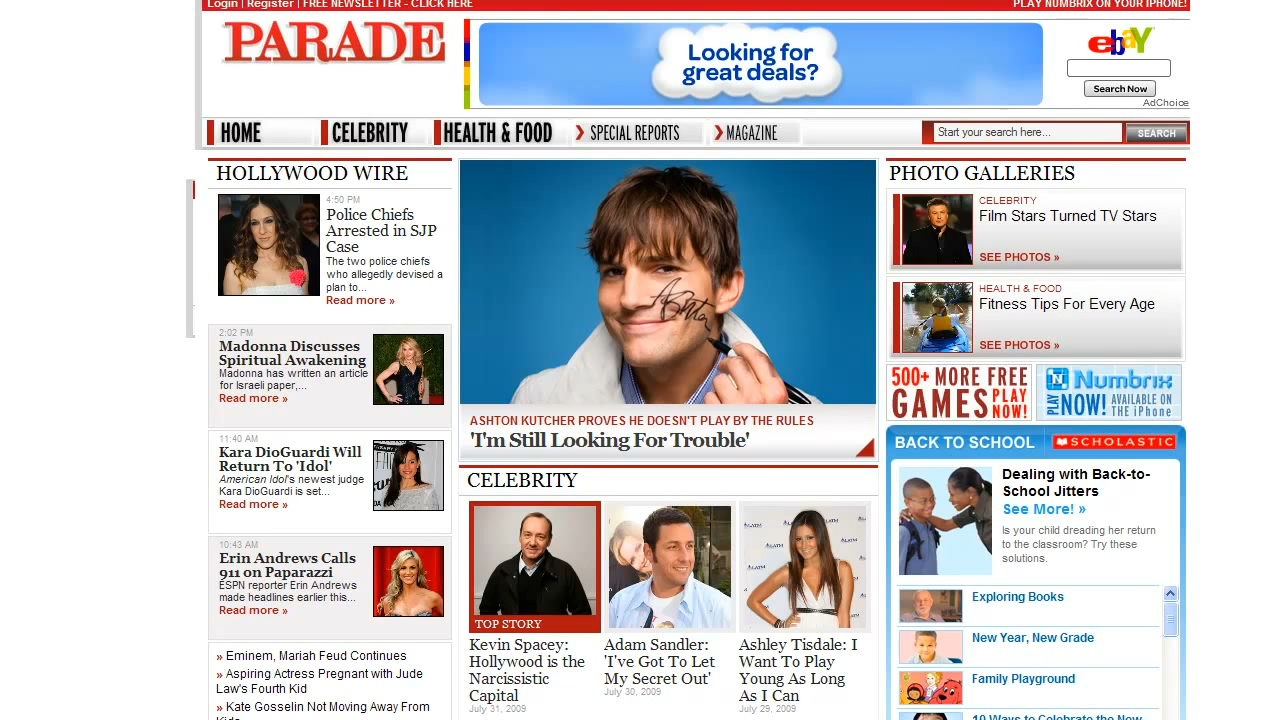 Login | Register | FREE NEWSLETTER - CLICK HERE
PLAY NUMBRIX ON YOUR IPHONE!
PARADE
Looking for
great deals?
ebay
Search Now
AdChoice
HOME
CELEBRITY
HEALTH & FOOD
SPECIAL REPORTS
MAGAZINE
Start your search here...
SEARCH
HOLLYWOOD WIRE
4:50 PM
Police Chiefs
Arrested in SJP
Case
The two police chiefs
who allegedly devised a
plan to...
Read more »
2:02 PM
Madonna Discusses
Spiritual Awakening
Madonna has written an article
for Israeli paper,...
Read more »
11:40 AM
Kara DioGuardi Will
Return To 'Idol'
American Idol's newest judge
Kara DioGuardi is set...
Read more »
10:43 AM
Erin Andrews Calls
911 on Paparazzi
ESPN reporter Erin Andrews
made headlines earlier this...
Read more »
» Eminem, Mariah Feud Continues
» Aspiring Actress Pregnant with Jude
Law's Fourth Kid
» Kate Gosselin Not Moving Away From
Kids
ASHTON KUTCHER PROVES HE DOESN'T PLAY BY THE RULES
'I'm Still Looking For Trouble'
CELEBRITY
TOP STORY
Kevin Spacey:
Hollywood is the
Narcissistic
Capital
July 31, 2009
Adam Sandler:
'I've Got To Let
My Secret Out'
July 30, 2009
Ashley Tisdale: I
Want To Play
Young As Long
As I Can
July 29, 2009
PHOTO GALLERIES
CELEBRITY
Film Stars Turned TV Stars
SEE PHOTOS »
HEALTH & FOOD
Fitness Tips For Every Age
SEE PHOTOS »
500+ MORE FREE
GAMES PLAY NOW!
N Numbrix
PLAY NOW! AVAILABLE ON THE iPhone
BACK TO SCHOOL
SCHOLASTIC
Dealing with Back-to-
School Jitters
See More! »
Is your child dreading her return
to the classroom? Try these
solutions.
Exploring Books
New Year, New Grade
Family Playground
10 Ways to Celebrate the New